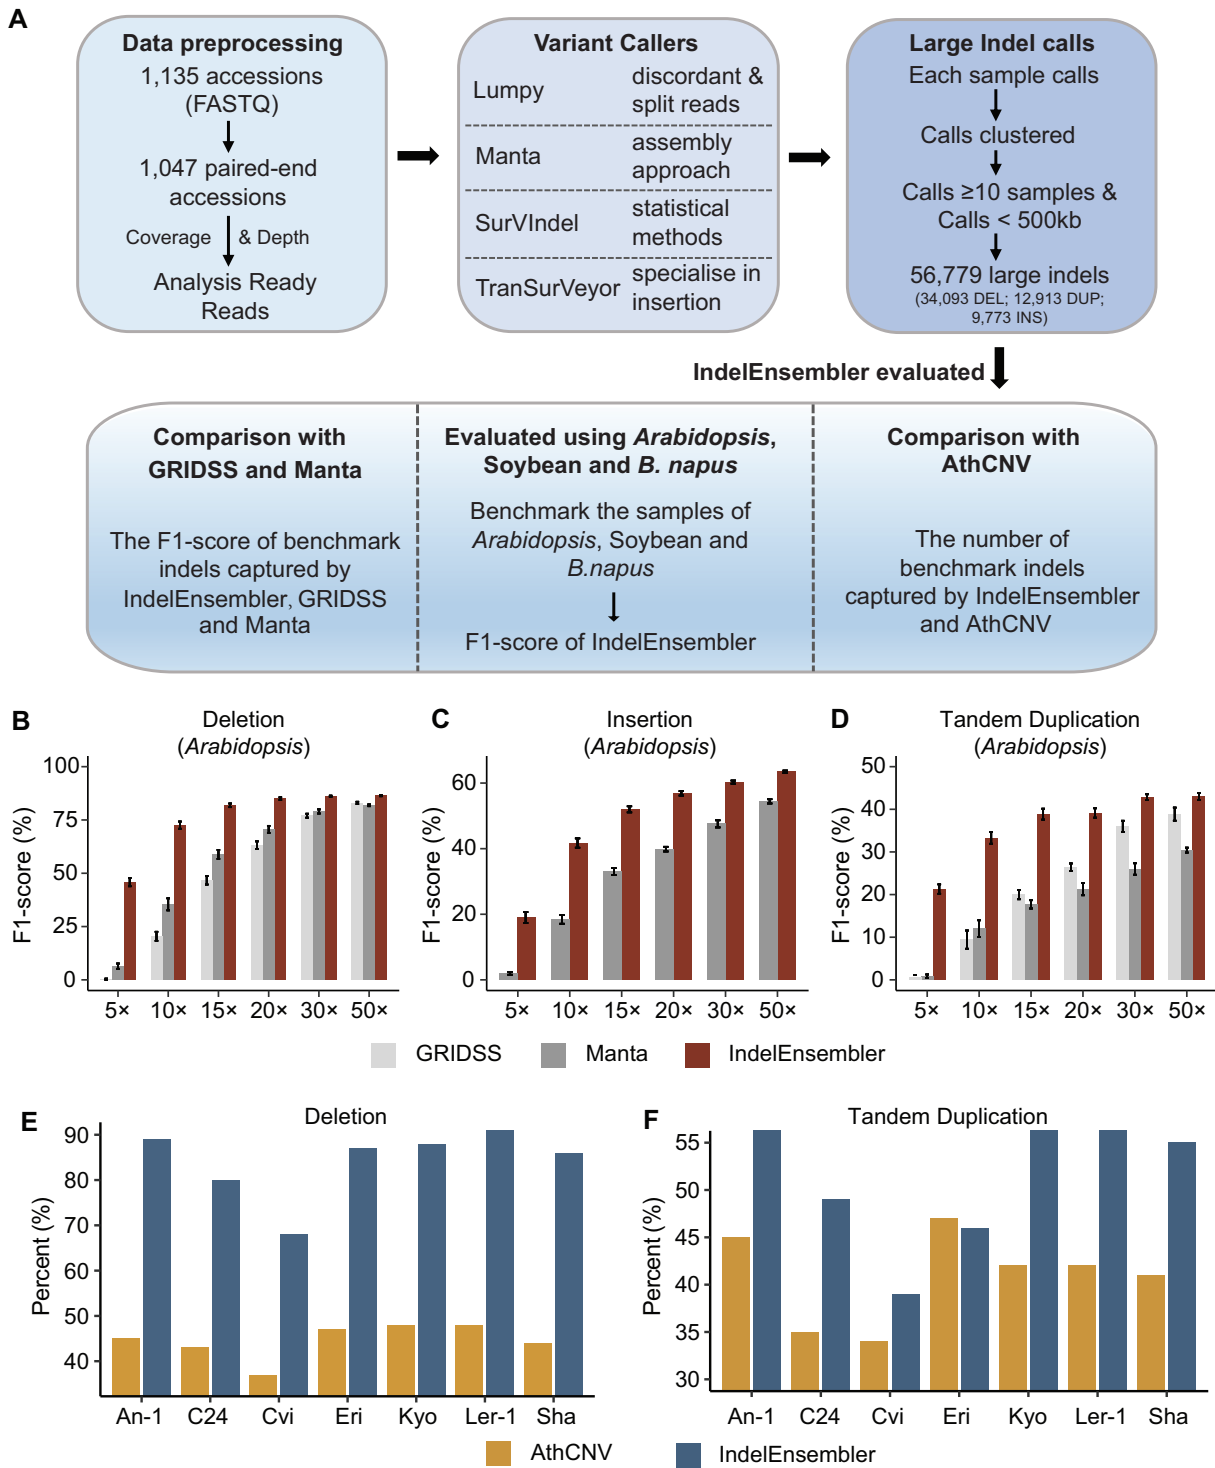 A
Data preprocessing
1,135 accessions
(FASTQ)
1,047 paired-end
accessions
Coverage & Depth
Analysis Ready
Reads
Variant Callers
Lumpy discordant &
split reads
Manta assembly
approach
SurVIndel statistical
methods
TranSurVeyor specialise in
insertion
Large Indel calls
Each sample calls
Calls clustered
Calls ≥10 samples &
Calls < 500kb
56,779 large indels
(34,093 DEL; 12,913 DUP;
9,773 INS)
IndelEnsembler evaluated
Comparison with
GRIDSS and Manta
The F1-score of benchmark
indels captured by
IndelEnsembler, GRIDSS
and Manta
Evaluated using Arabidopsis,
Soybean and B. napus
Benchmark the samples of
Arabidopsis, Soybean and
B.napus
F1-score of IndelEnsembler
Comparison with
AthCNV
The number of
benchmark indels
captured by IndelEnsembler
and AthCNV
B
Deletion
(Arabidopsis)
F1-score (%)
100
75
50
25
0
5× 10× 15× 20× 30× 50×
C
Insertion
(Arabidopsis)
F1-score (%)
60
40
20
0
5× 10× 15× 20× 30× 50×
D
Tandem Duplication
(Arabidopsis)
F1-score (%)
50
40
30
20
10
0
5× 10× 15× 20× 30× 50×
GRIDSS Manta IndelEnsembler
E
Deletion
Percent (%)
90
80
70
60
50
40
An-1 C24 Cvi Eri Kyo Ler-1 Sha
F
Tandem Duplication
Percent (%)
55
50
45
40
35
30
An-1 C24 Cvi Eri Kyo Ler-1 Sha
AthCNV IndelEnsembler